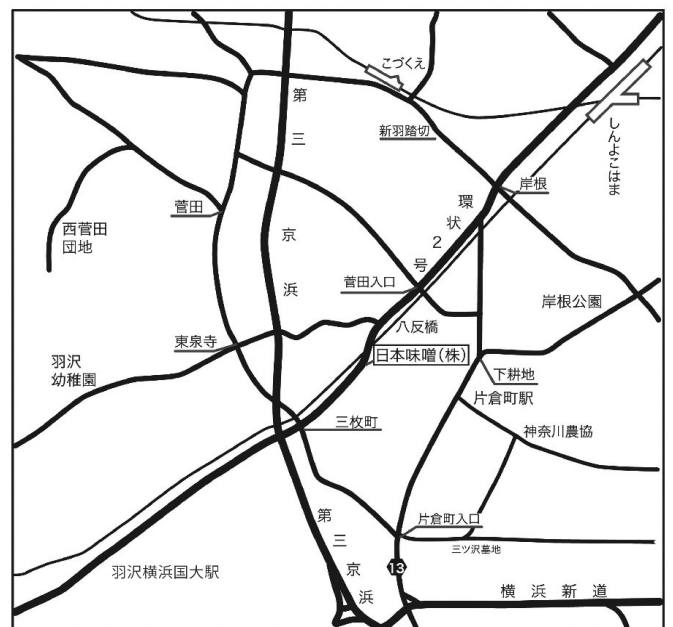 こづくえ
第三京浜
新羽踏切
しんよこはま
岸根
環状2号
菅田
西菅田
団地
菅田入口
岸根公園
八反橋
東泉寺
日本味噌(株)
羽沢
幼稚園
下耕地
片倉町駅
三枚町
神奈川農協
片倉町入口
第三京浜
三ツ沢墓地
13
羽沢横浜国大駅
横浜新道